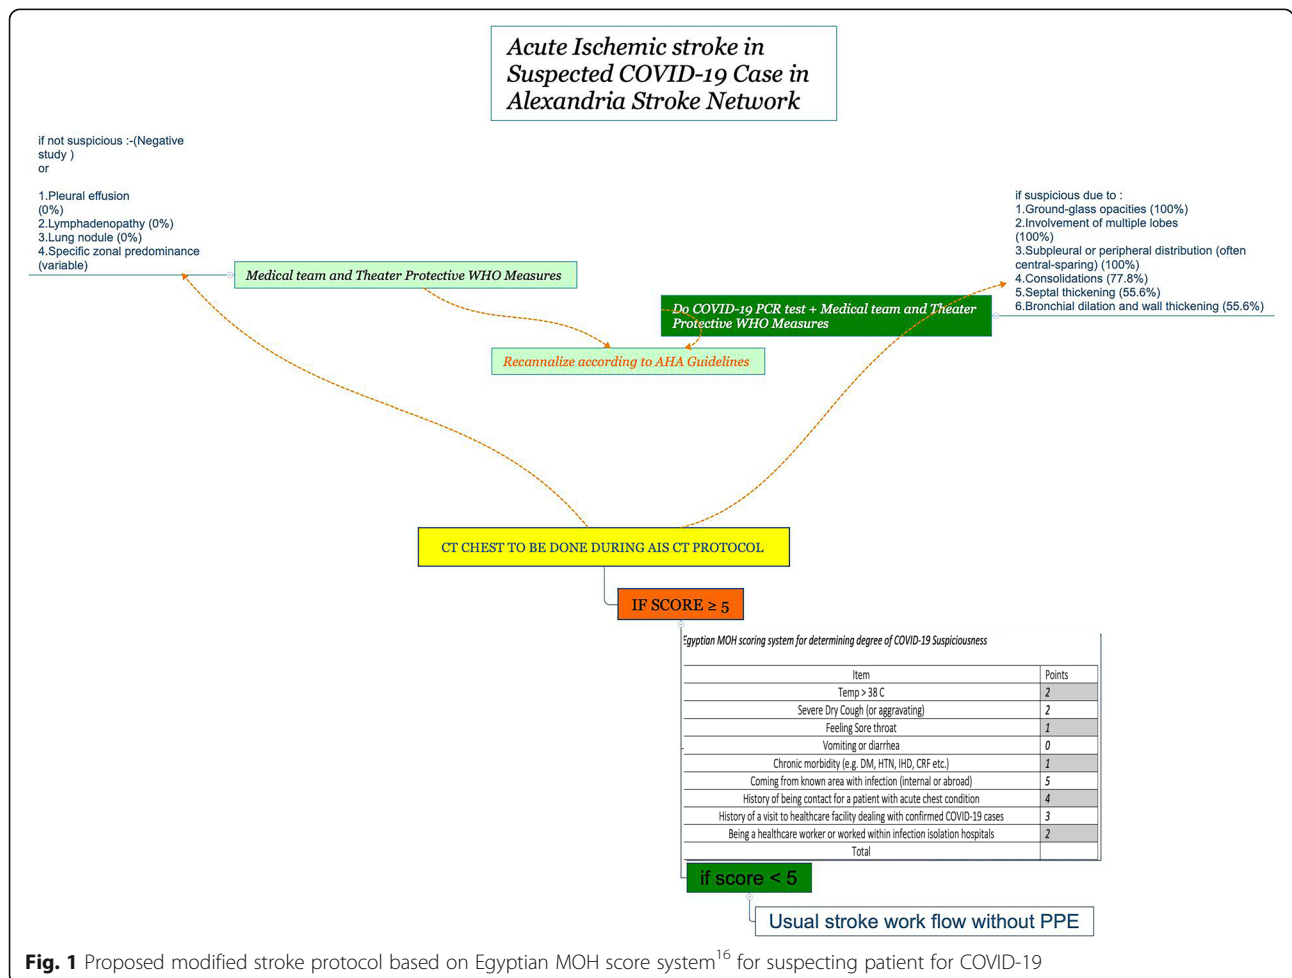 Acute Ischemic stroke in
Suspected COVID-19 Case in
Alexandria Stroke Network
if not suspicious :-(Negative
study )
or
1.Pleural effusion
(0%)
2.Lymphadenopathy (0%)
3.Lung nodule (0%)
4.Specific zonal predominance
(variable)
Medical team and Theater Protective WHO Measures
if suspicious due to :
1.Ground-glass opacities (100%)
2.Involvement of multiple lobes
(100%)
3.Subpleural or peripheral distribution (often
central-sparing) (100%)
4.Consolidations (77.8%)
5.Septal thickening (55.6%)
6.Bronchial dilation and wall thickening (55.6%)
Do COVID-19 PCR test + Medical team and Theater
Protective WHO Measures
Recannalize according to AHA Guidelines
CT CHEST TO BE DONE DURING AIS CT PROTOCOL
IF SCORE ≥ 5
Egyptian MOH scoring system for determining degree of COVID-19 Suspiciousness
Item Points
Temp > 38 C 2
Severe Dry Cough (or aggravating) 2
Feeling Sore throat 1
Vomiting or diarrhea 0
Chronic morbidity (e.g. DM, HTN, IHD, CRF etc.) 1
Coming from known area with infection (internal or abroad) 5
History of being contact for a patient with acute chest condition 4
History of a visit to healthcare facility dealing with confirmed COVID-19 cases 3
Being a healthcare worker or worked within infection isolation hospitals 2
Total
if score < 5
Usual stroke work flow without PPE
Fig. 1 Proposed modified stroke protocol based on Egyptian MOH score system16 for suspecting patient for COVID-19